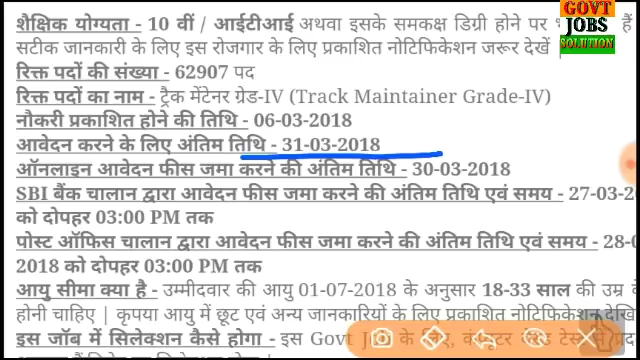 GOVT
JOBS
SOLUTION
शैक्षिक योग्यता - 10 वीं / आईटीआई अथवा इसके समकक्ष डिग्री होने पर हैं
सटीक जानकारी के लिए इस रोजगार के लिए प्रकाशित नोटिफिकेशन जरूर देखें |
रिक्त पदों की संख्या - 62907 पद
रिक्त पदों का नाम - ट्रैक मेंटेनर ग्रेड-IV (Track Maintainer Grade-IV)
नौकरी प्रकाशित होने की तिथि - 06-03-2018
आवेदन करने के लिए अंतिम तिथि - 31-03-2018
ऑनलाइन आवेदन फीस जमा करने की अंतिम तिथि - 30-03-2018
SBI बैंक चालान द्वारा आवेदन फीस जमा करने की अंतिम तिथि एवं समय - 27-03-20
को दोपहर 03:00 PM तक
पोस्ट ऑफिस चालान द्वारा आवेदन फीस जमा करने की अंतिम तिथि एवं समय - 28-0
2018 को दोपहर 03:00 PM तक
आयु सीमा क्या है - उम्मीदवार की आयु 01-07-2018 के अनुसार 18-33 साल की उम्र
होनी चाहिए | कृपया आयु में छूट एवं अन्य जानकारियों के लिए प्रकाशित नोटिफिकेशन देखें
इस जॉब में सिलेक्शन कैसे होगा - इस Govt के लिए,